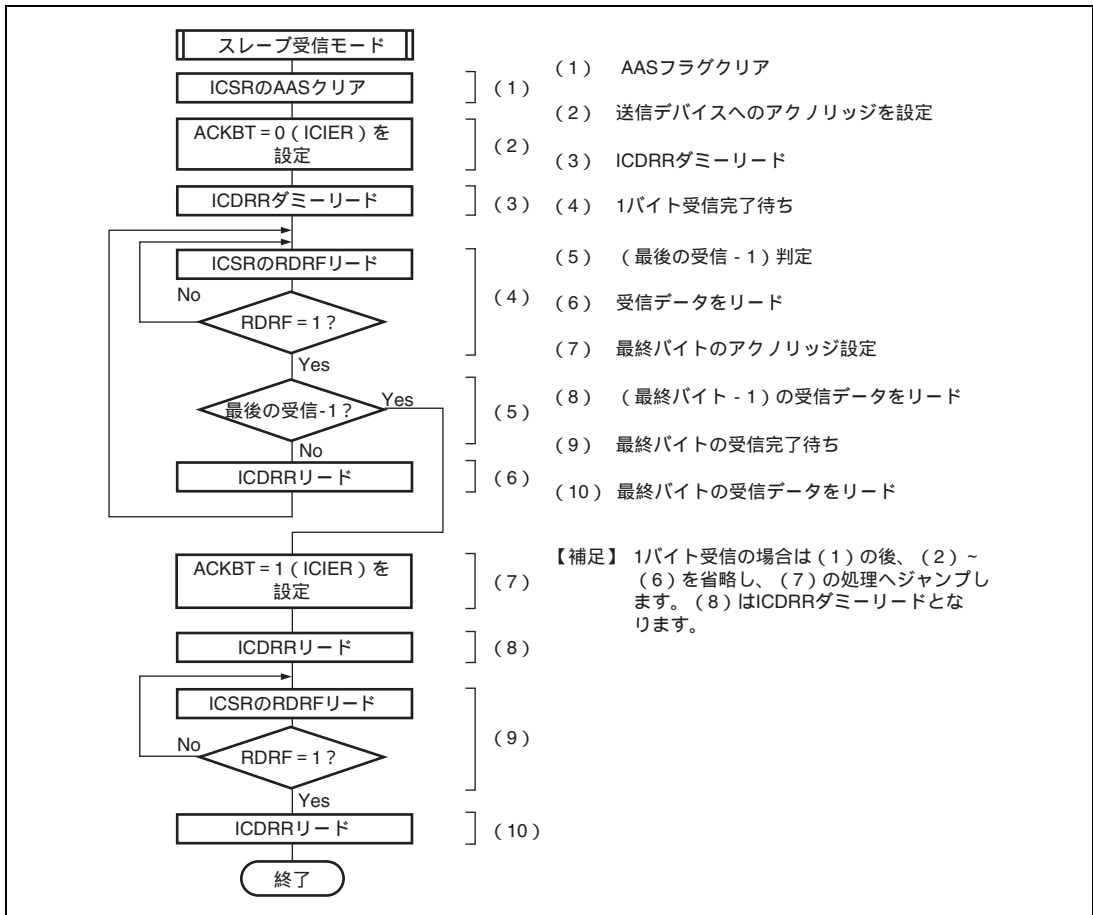 スレーブ受信モード
ICSRのAASクリア
(1)
ACKBT = 0(ICIER)を
設定
(2)
ICDRRダミーリード
(3)
ICSRのRDRFリード
No
RDRF = 1?
(4)
Yes
最後の受信-1?
Yes
(5)
No
ICDRRリード
(6)
ACKBT = 1(ICIER)を
設定
(7)
ICDRRリード
(8)
ICSRのRDRFリード
No
RDRF = 1?
(9)
Yes
ICDRRリード
(10)
終了
(1) AASフラグクリア
(2) 送信デバイスへのアクノリッジを設定
(3) ICDRRダミーリード
(4) 1バイト受信完了待ち
(5) (最後の受信 - 1)判定
(6) 受信データをリード
(7) 最終バイトのアクノリッジ設定
(8) (最終バイト - 1)の受信データをリード
(9) 最終バイトの受信完了待ち
(10) 最終バイトの受信データをリード
【補足】 1バイト受信の場合は(1)の後、(2)~
(6)を省略し、(7)の処理へジャンプし
ます。(8)はICDRRダミーリードとな
ります。